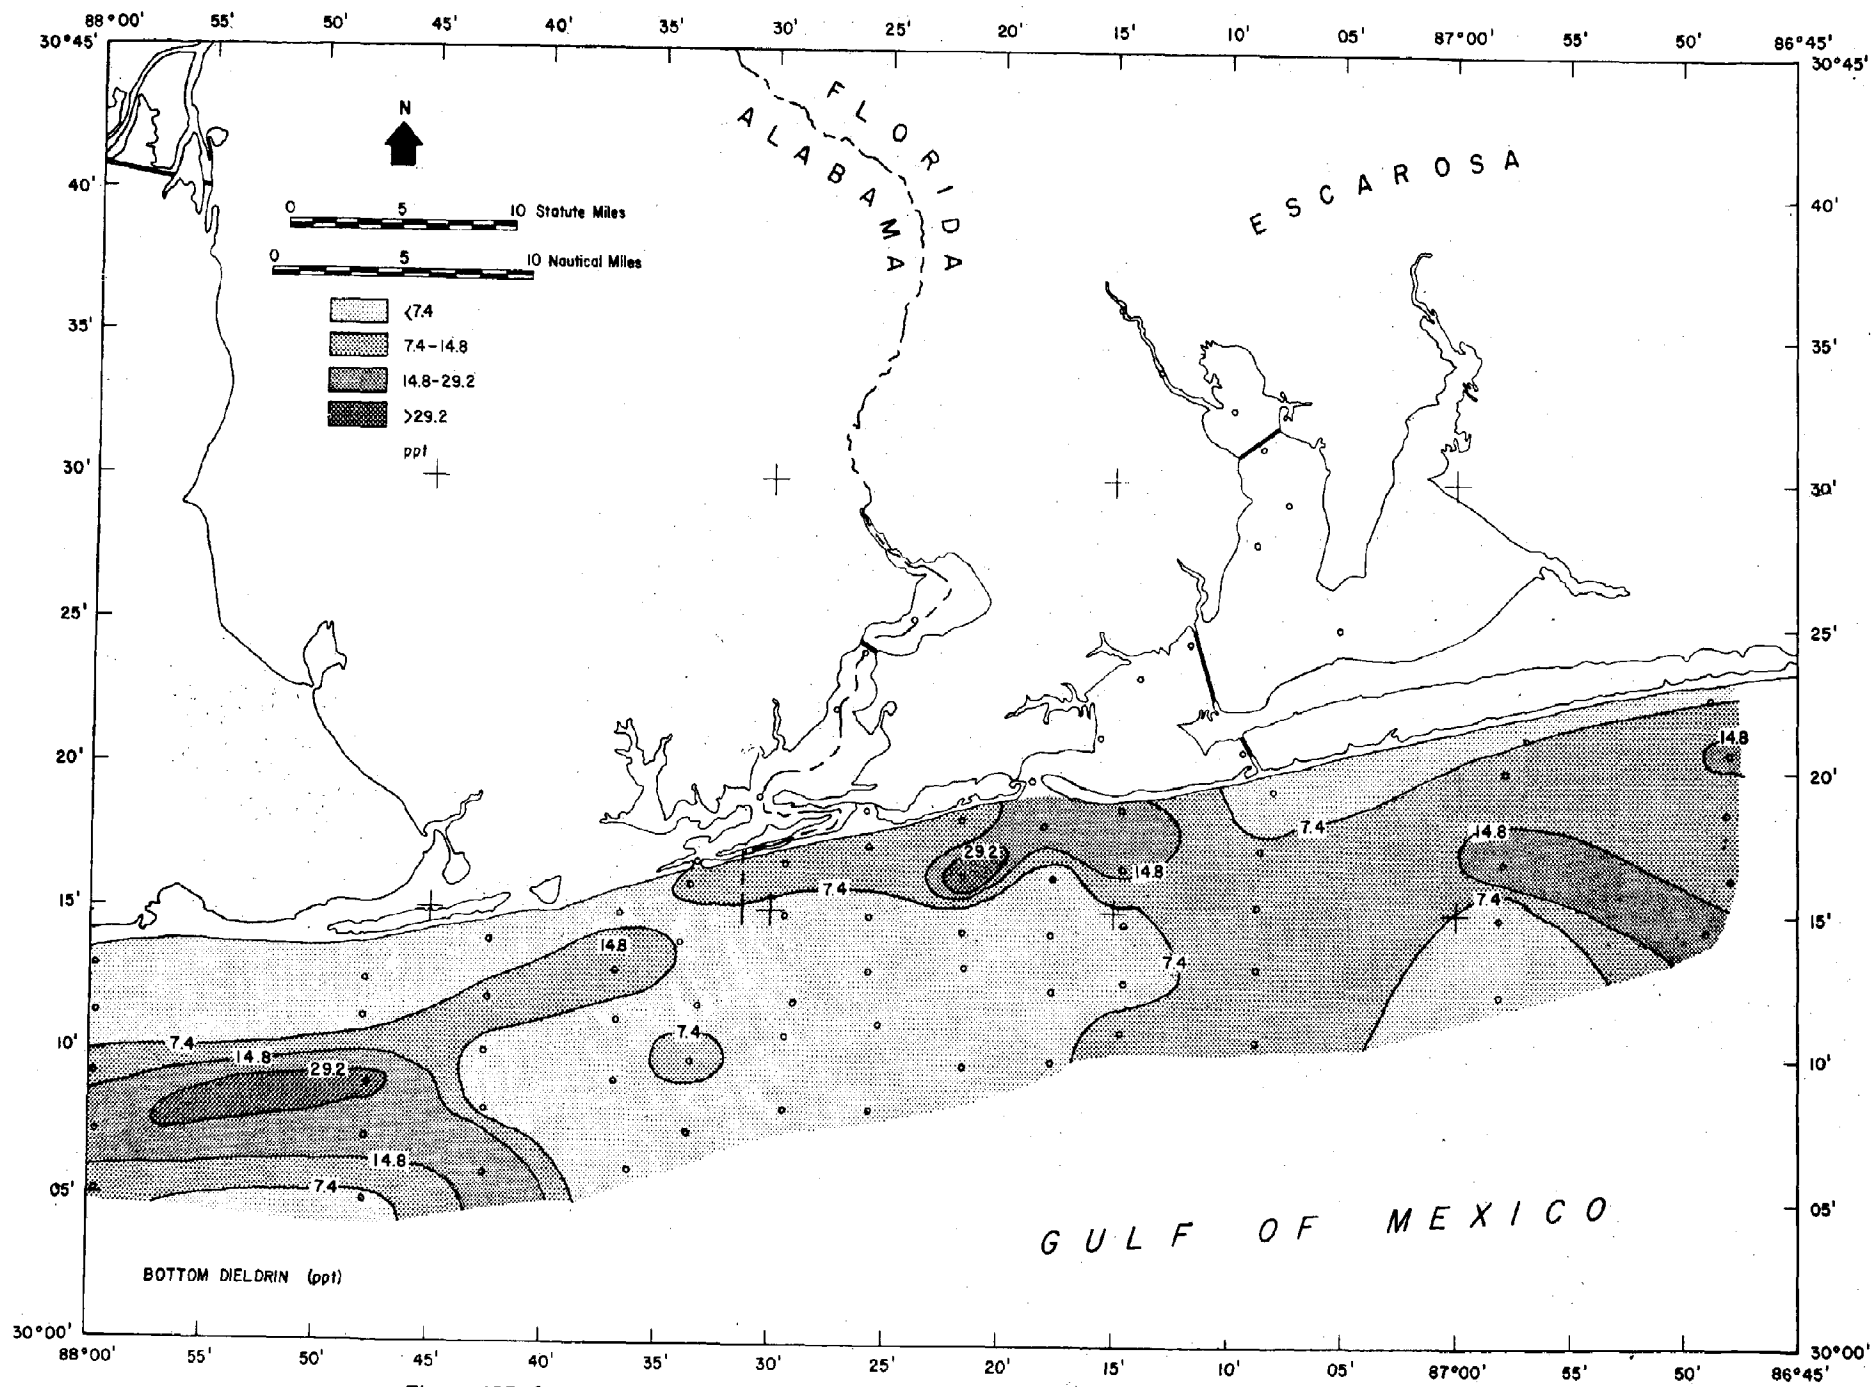 88°00' 55' 50' 45' 40' 35' 30' 25' 20' 15' 10' 05' 87°00' 55' 50' 86°45'
30°45' 30°45'
FLORIDA
ALABAMA
ESCAROSA
N
40' 40'
0 5 10 Statute Miles
0 5 10 Nautical Miles
<7.4
7.4-14.8
14.8-29.2
>29.2
ppt
35' 35'
30' 30'
25' 25'
20' 20'
14.8
7.4
14.8
29.2
14.8
7.4
7.4
15' 15'
14.8
7.4
7.4
7.4
14.8
29.2
10' 10'
14.8
7.4
05' 05'
GULF OF MEXICO
BOTTOM DIELDRIN (ppt)
30°00' 30°00'
88°00' 55' 50' 45' 40' 35' 30' 25' 20' 15' 10' 05' 87°00' 55' 50' 86°45'